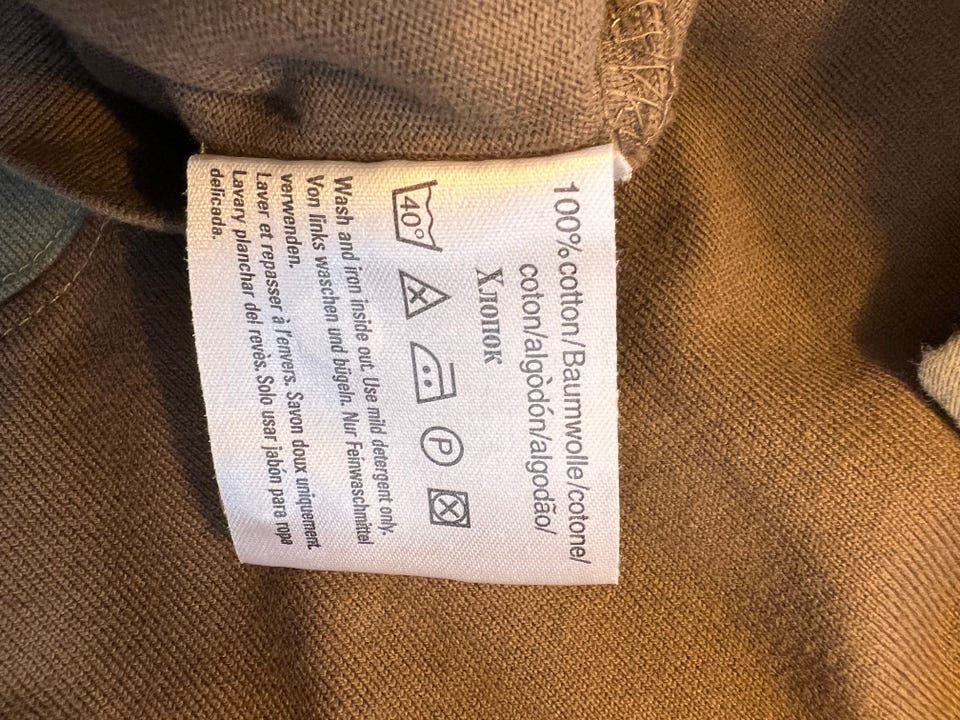 100% cotton/Baumwolle/cotone/
coton/algòdón/algodão/
Хлопок
40°
P
Wash and iron inside out. Use mild detergent only.
Von links waschen und bügeln. Nur Feinwaschmittel
verwenden.
Laver et repasser à l'envers. Savon doux uniquement.
Lavary planchar del revès. Solo usar jabón para ropa
delicada.